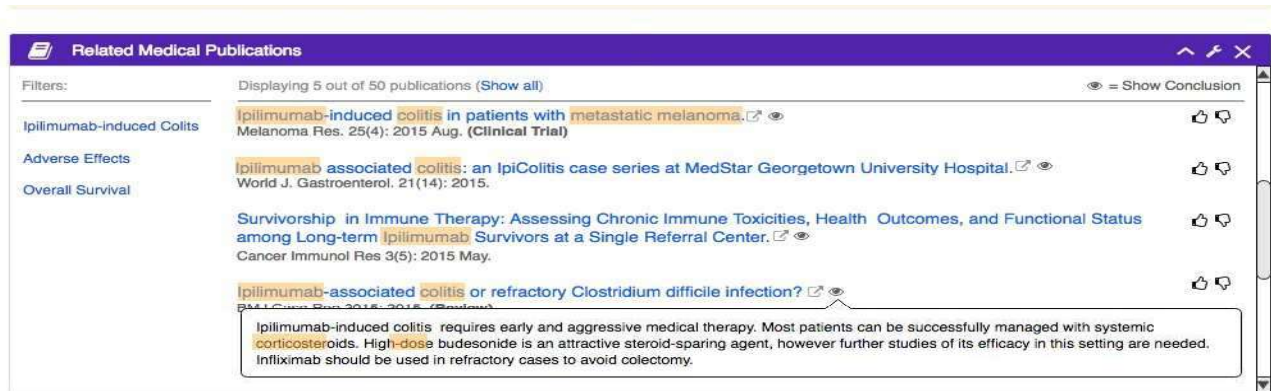 Related Medical Publications
Filters:
Displaying 5 out of 50 publications (Show all)
= Show Conclusion
Ipilimumab-induced colitis in patients with metastatic melanoma.
Melanoma Res. 25(4): 2015 Aug. (Clinical Trial)
Ipilimumab-induced Colits
Adverse Effects
Overall Survival
Ipilimumab associated colitis: an IpiColitis case series at MedStar Georgetown University Hospital.
World J. Gastroenterol. 21(14): 2015.
Survivorship in Immune Therapy: Assessing Chronic Immune Toxicities, Health Outcomes, and Functional Status
among Long-term Ipilimumab Survivors at a Single Referral Center.
Cancer Immunol Res 3(5): 2015 May.
Ipilimumab-associated colitis or refractory Clostridium difficile infection?
2015: 2015. (Review)
Ipilimumab-induced colitis requires early and aggressive medical therapy. Most patients can be successfully managed with systemic
corticosteroids. High-dose budesonide is an attractive steroid-sparing agent, however further studies of its efficacy in this setting are needed.
Infliximab should be used in refractory cases to avoid colectomy.